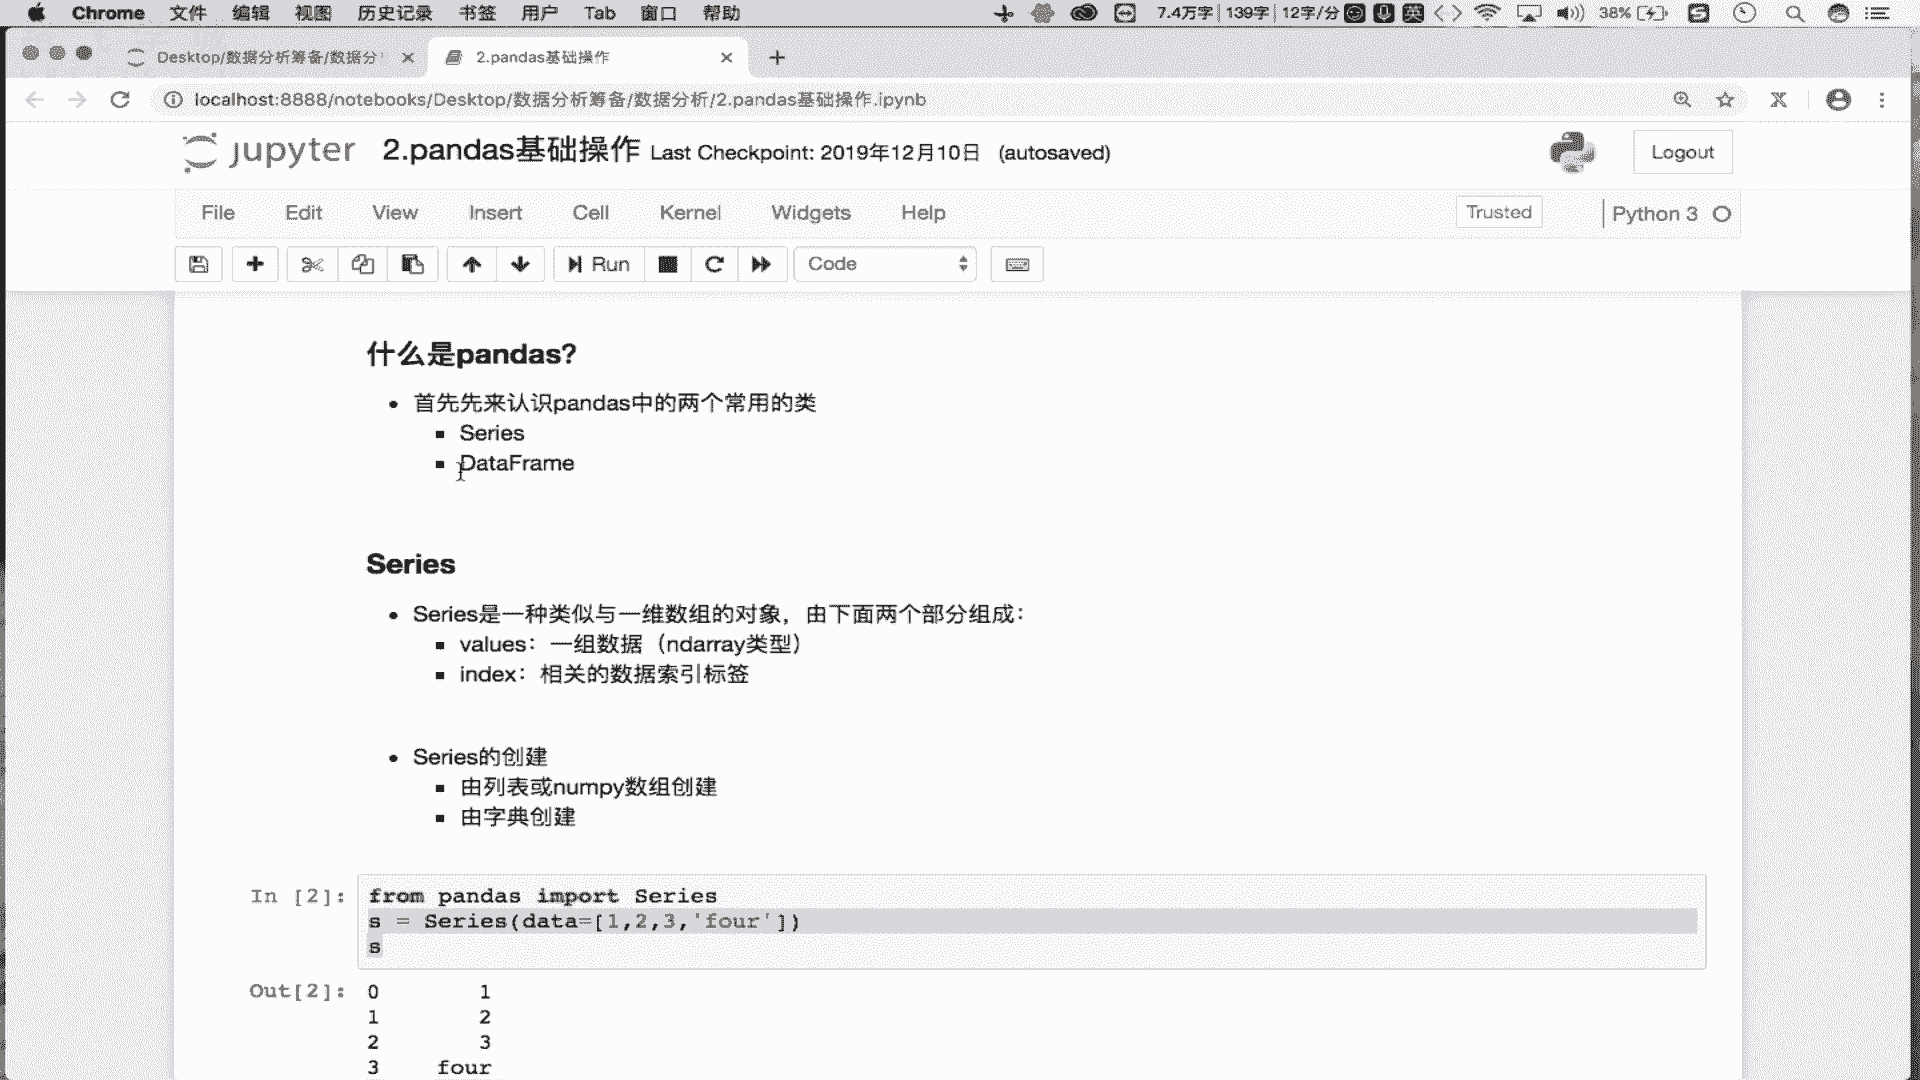 Chrome 文件 编辑 视图 历史记录 书签 用户 Tab 窗口 帮助 7.4万字 139字 12字/分 英 38%
Desktop/数据分析筹备/数据分 2.pandas基础操作
localhost:8888/notebooks/Desktop/数据分析筹备/数据分析/2.pandas基础操作.ipynb
jupyter 2.pandas基础操作 Last Checkpoint: 2019年12月10日 (autosaved) Logout
File Edit View Insert Cell Kernel Widgets Help Trusted Python 3
Run Code
什么是pandas?
首先先来认识pandas中的两个常用的类
Series
DataFrame
Series
Series是一种类似与一维数组的对象，由下面两个部分组成：
values：一组数据（ndarray类型）
index：相关的数据索引标签
Series的创建
由列表或numpy数组创建
由字典创建
In [2]: from pandas import Series
s = Series(data=[1,2,3,'four'])
s
Out[2]: 0 1
1 2
2 3
3 four